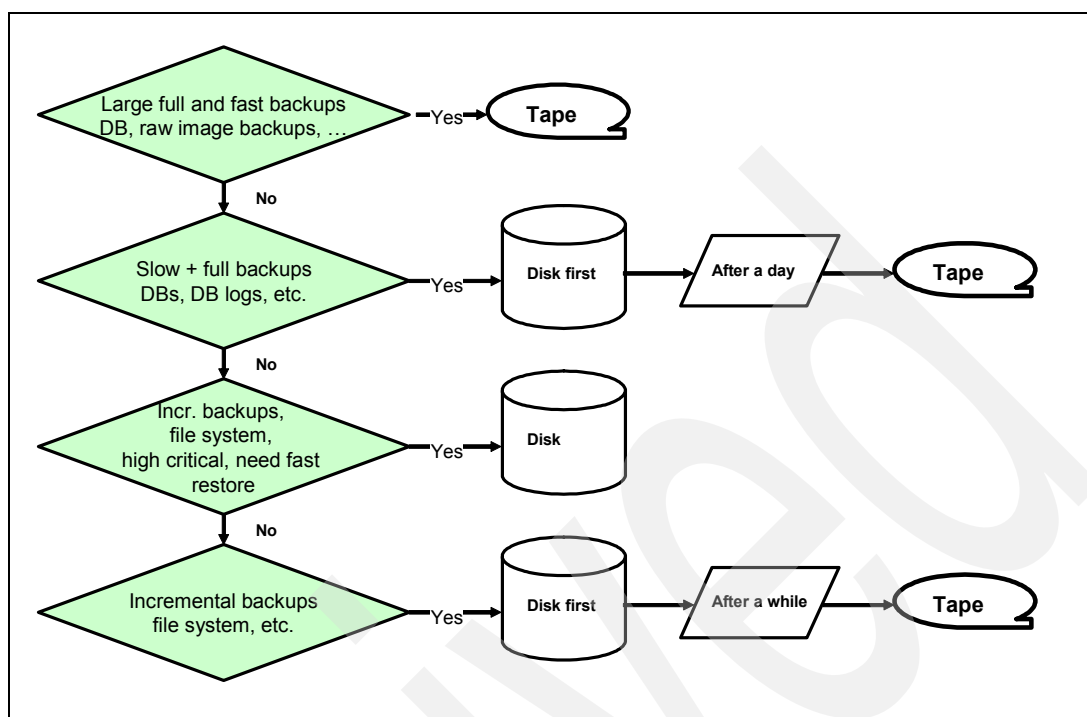 Large full and fast backups
DB, raw image backups, …
Yes
Tape
No
Slow + full backups
DBs, DB logs, etc.
Yes
Disk first
After a day
Tape
No
Incr. backups,
file system,
high critical, need fast
restore
Yes
Disk
No
Incremental backups
file system, etc.
Yes
Disk first
After a while
Tape